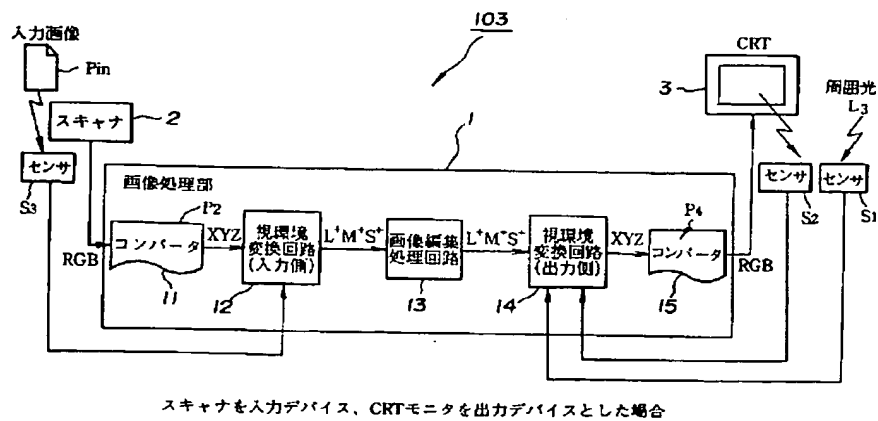 103
入力画像
Pin
スキャナ
2
センサ
S3
1
CRT
3
周囲光
L3
センサ
S2
センサ
S1
画像処理部
P2
コンバータ
11
RGB
XYZ
視環境
変換回路
(入力側)
12
L+M+S+
画像編集
処理回路
13
L+M+S+
視環境
変換回路
(出力側)
14
XYZ
P4
コンバータ
15
RGB
スキャナを入力デバイス、CRTモニタを出力デバイスとした場合